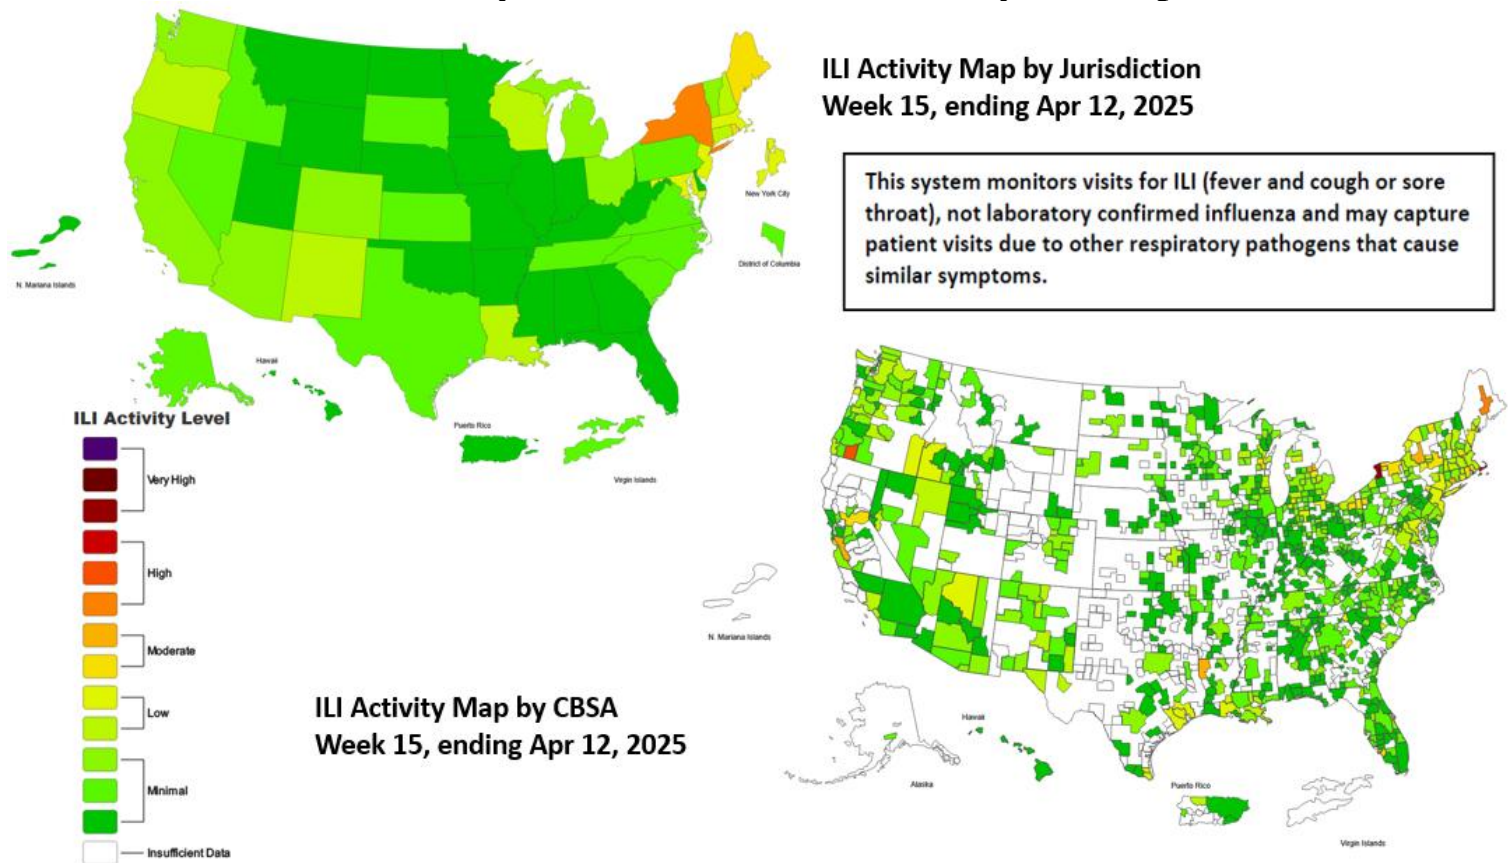 ILI Activity Map by Jurisdiction
Week 15, ending Apr 12, 2025
This system monitors visits for ILI (fever and cough or sore
throat), not laboratory confirmed influenza and may capture
patient visits due to other respiratory pathogens that cause
similar symptoms.
New York City
District of Columbia
N. Mariana Islands
Hawaii
Puerto Rico
Virgin Islands
ILI Activity Level
Very High
High
Moderate
Low
Minimal
Insufficient Data
ILI Activity Map by CBSA
Week 15, ending Apr 12, 2025
N. Mariana Islands
Hawaii
Alaska
Puerto Rico
Virgin Islands